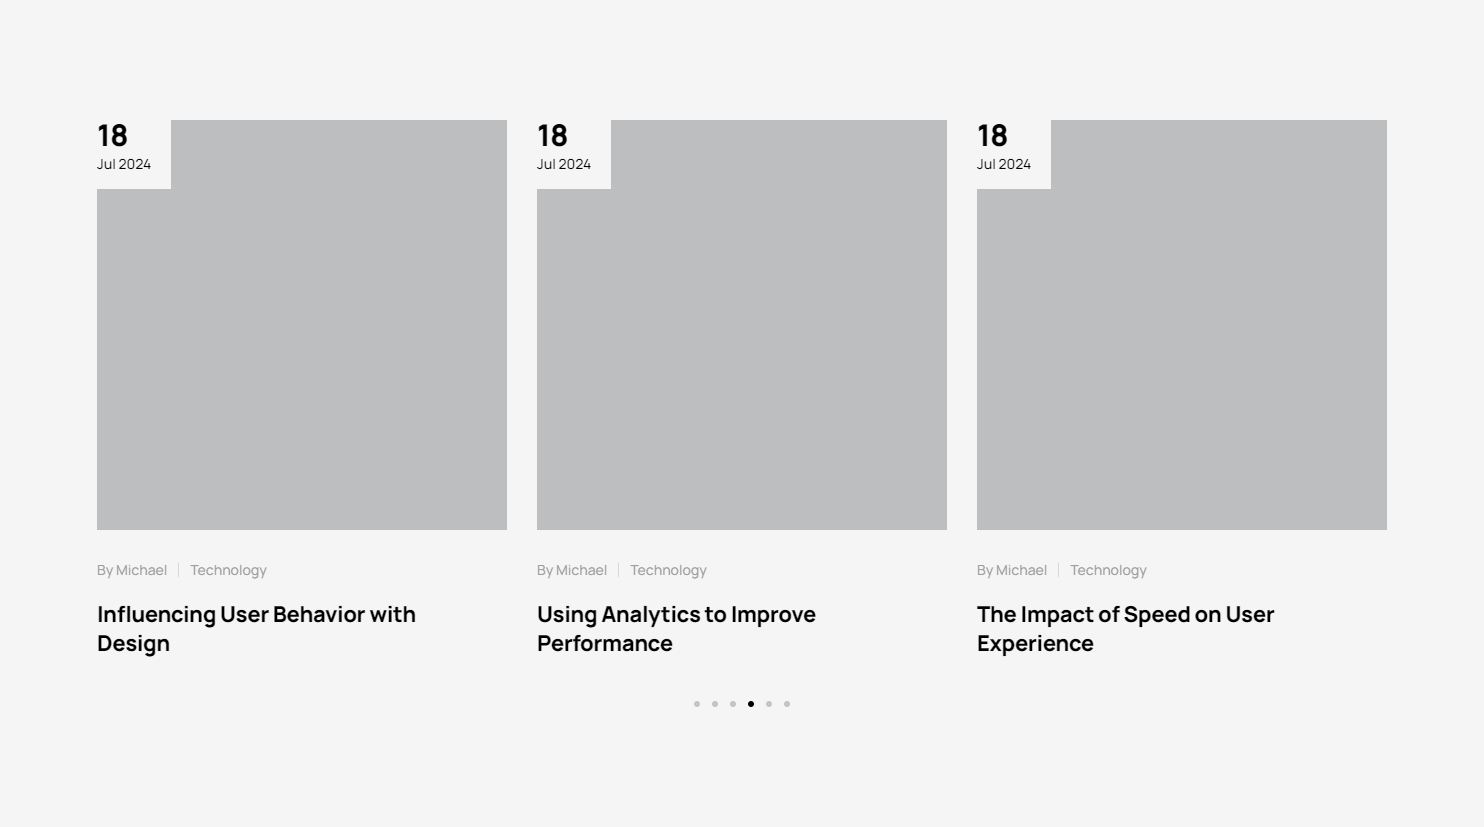 18
Jul 2024
18
Jul 2024
18
Jul 2024
By Michael
Technology
Influencing User Behavior with
Design
By Michael
Technology
Using Analytics to Improve
Performance
By Michael
Technology
The Impact of Speed on User
Experience